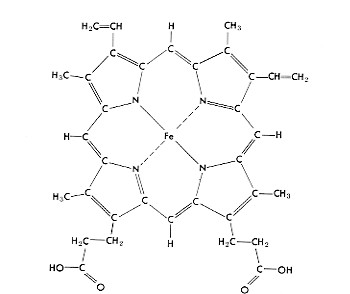 H₂C=CH H CH₃
C C C
C C C
H₃C–C C–CH=CH₂
C N N C
H–C Fe C–H
C N N C
H₃C–C C C C–CH₃
C C C
H₂C–CH₂ H H₂C–CH₂
HO–C C–OH
O O